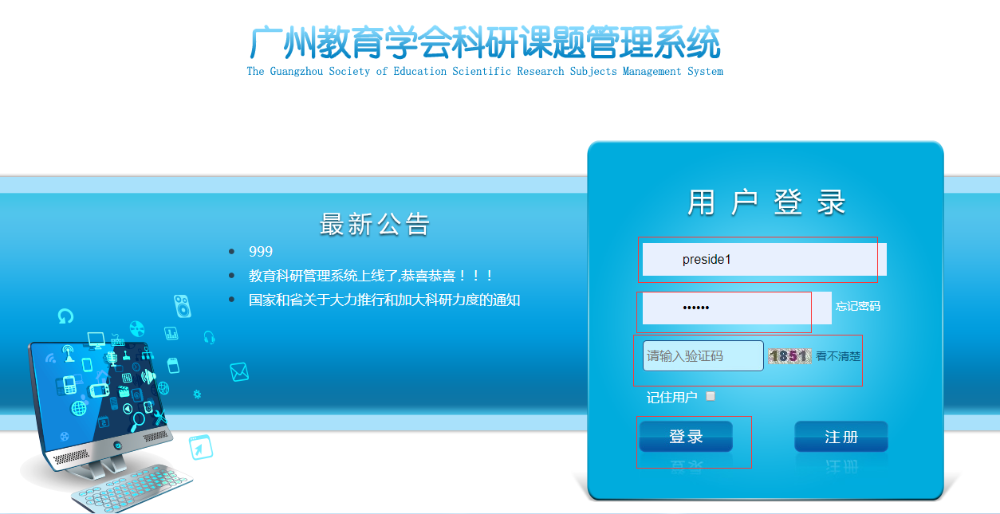 广州教育学会科研课题管理系统
The Guangzhou Society of Education Scientific Research Subjects Management System
最新公告
999
教育科研管理系统上线了,恭喜恭喜！！！
国家和省关于大力推行和加大科研力度的通知
用户登录
preside1
••••••
忘记密码
请输入验证码 1851 看不清楚
记住用户
登录 注册